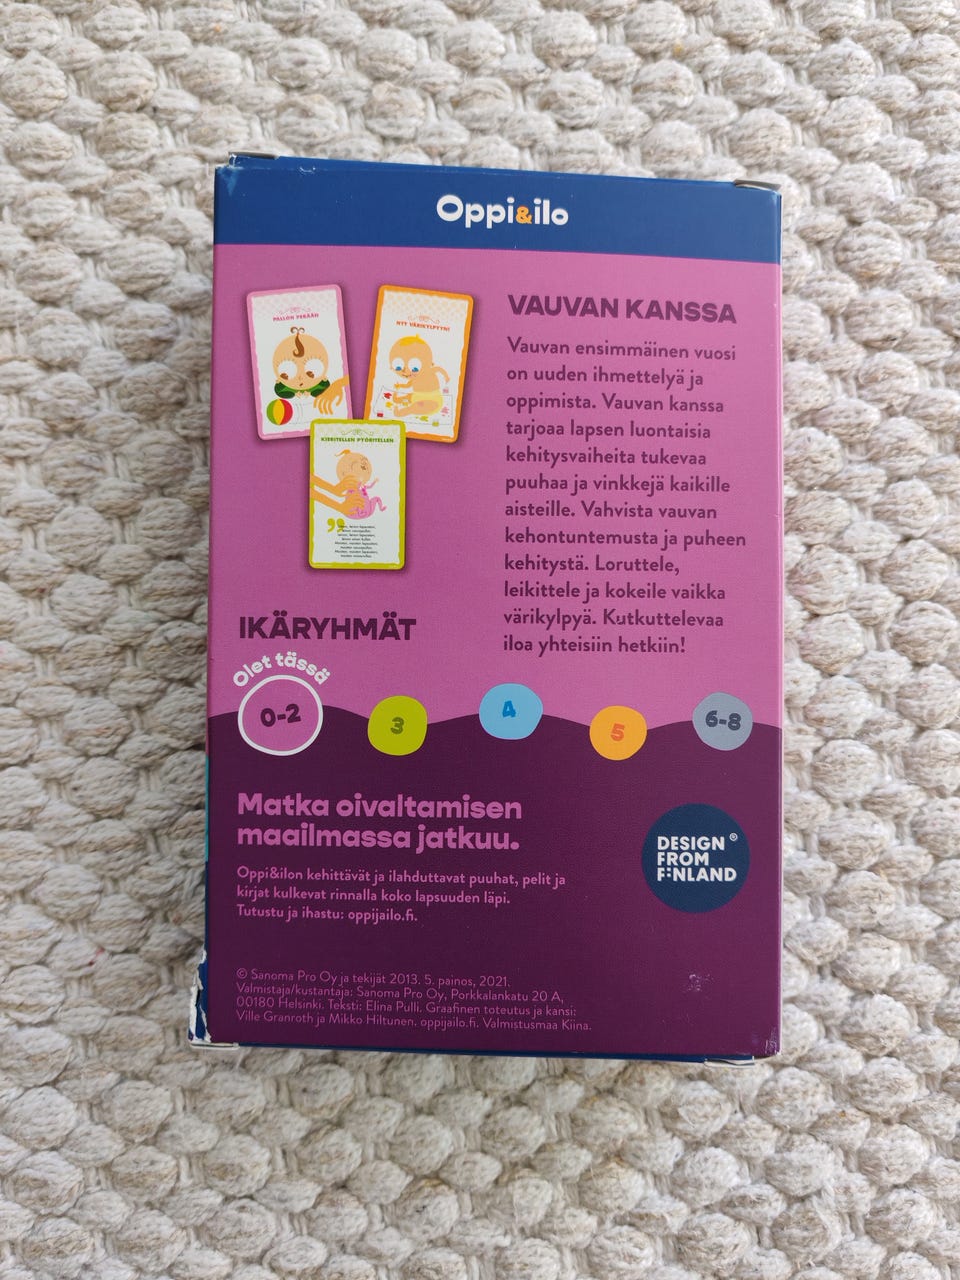 Oppi&ilo
PALLON PERÄÄN
NYT VÄRIKYLPYYN!
KIERITELLEN PYÖRITELLEN
VAUVAN KANSSA
Vauvan ensimmäinen vuosi
on uuden ihmettelyä ja
oppimista. Vauvan kanssa
tarjoaa lapsen luontaisia
kehitysvaiheita tukevaa
puuhaa ja vinkkejä kaikille
aisteille. Vahvista vauvan
kehontuntemusta ja puheen
kehitystä. Loruttele,
leikittele ja kokeile vaikka
värikylpyä. Kutkuttelevaa
iloa yhteisiin hetkiin!
IKÄRYHMÄT
Olet tässä
0-2
3
4
5
6-8
Matka oivaltamisen
maailmassa jatkuu.
Oppi&ilon kehittävät ja ilahduttavat puuhat, pelit ja
kirjat kulkevat rinnalla koko lapsuuden läpi.
Tutustu ja ihastu: oppijailo.fi.
DESIGN ®
FROM
FINLAND
© Sanoma Pro Oy ja tekijät 2013. 5. painos, 2021.
Valmistaja/kustantaja: Sanoma Pro Oy, Porkkalankatu 20 A,
00180 Helsinki. Teksti: Elina Pulli. Graafinen toteutus ja kansi:
Ville Granroth ja Mikko Hiltunen. oppijailo.fi. Valmistusmaa Kiina.